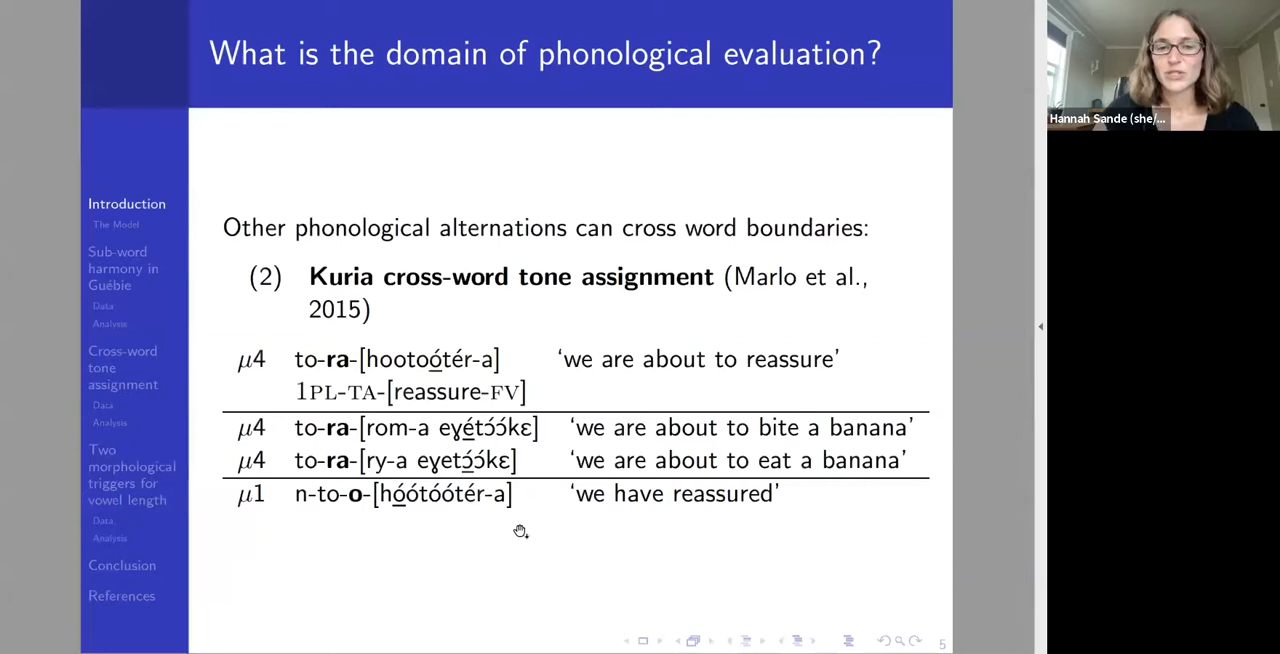 What is the domain of phonological evaluation?
Hannah Sande (she/...
Introduction
The Model
Sub-word
harmony in
Guébie
Data
Analysis
Cross-word
tone
assignment
Data
Analysis
Two
morphological
triggers for
vowel length
Data
Analysis
Conclusion
References
Other phonological alternations can cross word boundaries:
(2) Kuria cross-word tone assignment (Marlo et al.,
2015)
μ4 to-ra-[hootoótér-a] ‘we are about to reassure’
1PL-TA-[reassure-FV]
μ4 to-ra-[rom-a eɣétɔ́ɔ́kɛ] ‘we are about to bite a banana’
μ4 to-ra-[ry-a eɣetɔ́ɔ́kɛ] ‘we are about to eat a banana’
μ1 n-to-o-[hóótóótér-a] ‘we have reassured’
5